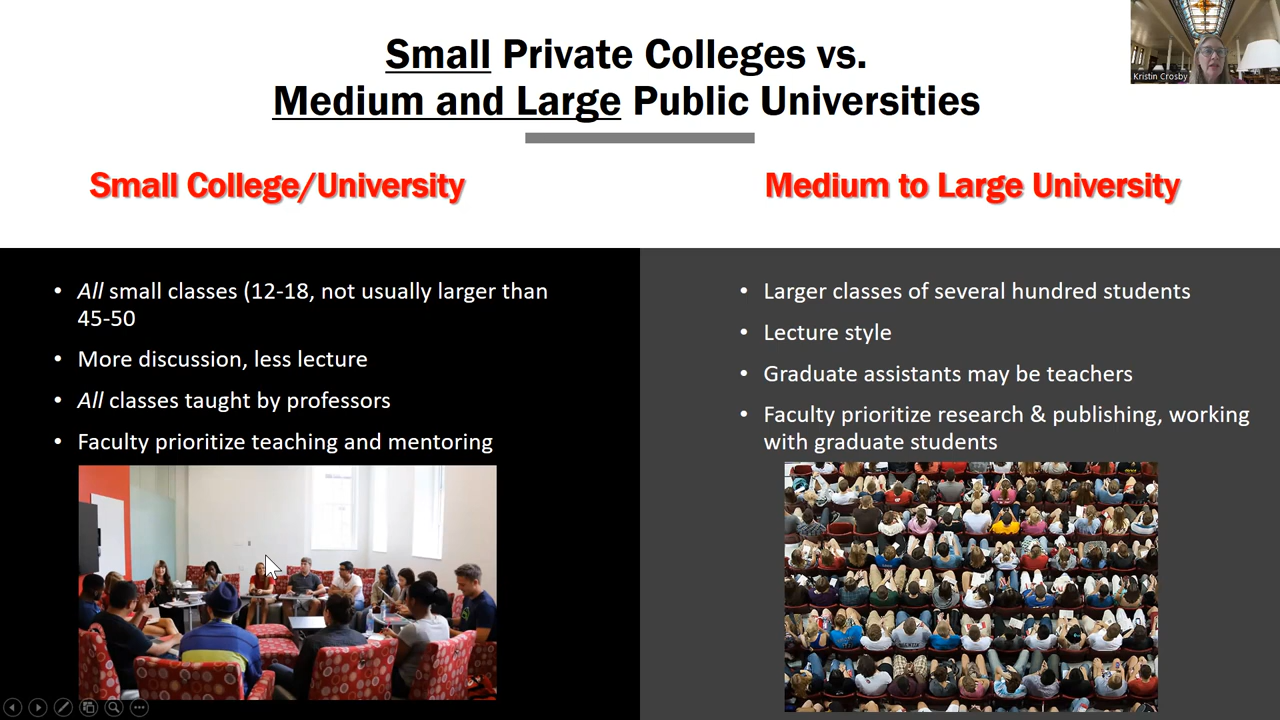 Small Private Colleges vs.
Medium and Large Public Universities
Kristin Crosby
Small College/University
Medium to Large University
• All small classes (12-18, not usually larger than
45-50
• More discussion, less lecture
• All classes taught by professors
• Faculty prioritize teaching and mentoring
• Larger classes of several hundred students
• Lecture style
• Graduate assistants may be teachers
• Faculty prioritize research & publishing, working
with graduate students